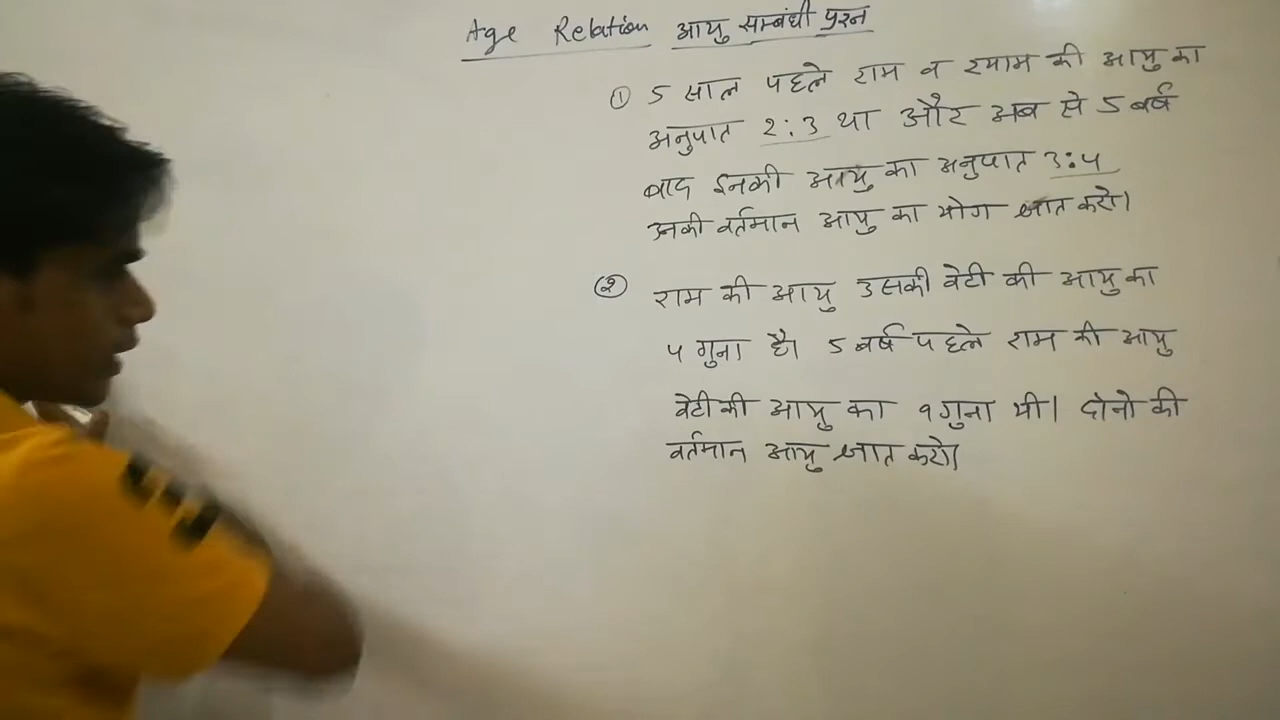 Age Relation आयु सम्बंधी प्रश्न
① 5 साल पहले राम व श्याम की आयु का
अनुपात 2:3 था और अब से 5 वर्ष
बाद इनकी आयु का अनुपात 3:4
उनकी वर्तमान आयु का योग ज्ञात करो।
② राम की आयु उसकी बेटी की आयु का
4 गुना है। 5 वर्ष पहले राम की आयु
बेटी की आयु का 9 गुना थी। दोनो की
वर्तमान आयु ज्ञात करो।